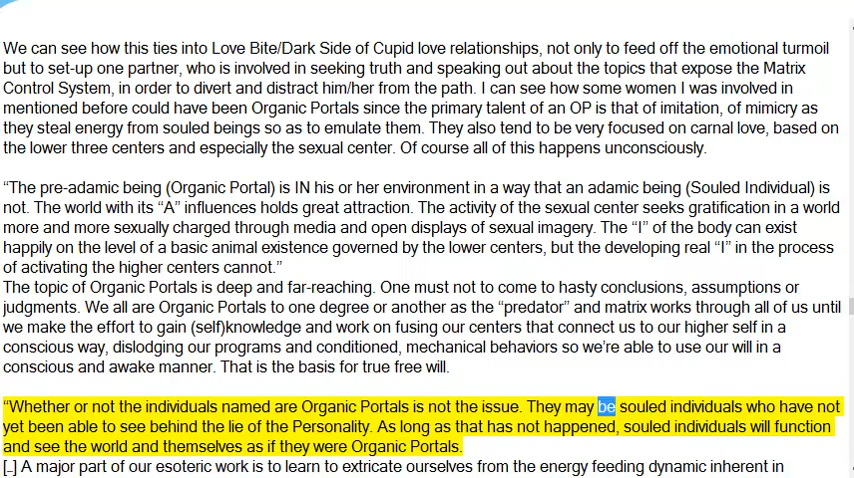 We can see how this ties into Love Bite/Dark Side of Cupid love relationships, not only to feed off the emotional turmoil
but to set-up one partner, who is involved in seeking truth and speaking out about the topics that expose the Matrix
Control System, in order to divert and distract him/her from the path. I can see how some women I was involved in
mentioned before could have been Organic Portals since the primary talent of an OP is that of imitation, of mimicry as
they steal energy from souled beings so as to emulate them. They also tend to be very focused on carnal love, based on
the lower three centers and especially the sexual center. Of course all of this happens unconsciously.
“The pre-adamic being (Organic Portal) is IN his or her environment in a way that an adamic being (Souled Individual) is
not. The world with its “A” influences holds great attraction. The activity of the sexual center seeks gratification in a world
more and more sexually charged through media and open displays of sexual imagery. The “I” of the body can exist
happily on the level of a basic animal existence governed by the lower centers, but the developing real “I” in the process
of activating the higher centers cannot.”
The topic of Organic Portals is deep and far-reaching. One must not to come to hasty conclusions, assumptions or
judgments. We all are Organic Portals to one degree or another as the “predator” and matrix works through all of us until
we make the effort to gain (self)knowledge and work on fusing our centers that connect us to our higher self in a
conscious way, dislodging our programs and conditioned, mechanical behaviors so we’re able to use our will in a
conscious and awake manner. That is the basis for true free will.
“Whether or not the individuals named are Organic Portals is not the issue. They may be souled individuals who have not
yet been able to see behind the lie of the Personality. As long as that has not happened, souled individuals will function
and see the world and themselves as if they were Organic Portals.
[..] A major part of our esoteric work is to learn to extricate ourselves from the energy feeding dynamic inherent in